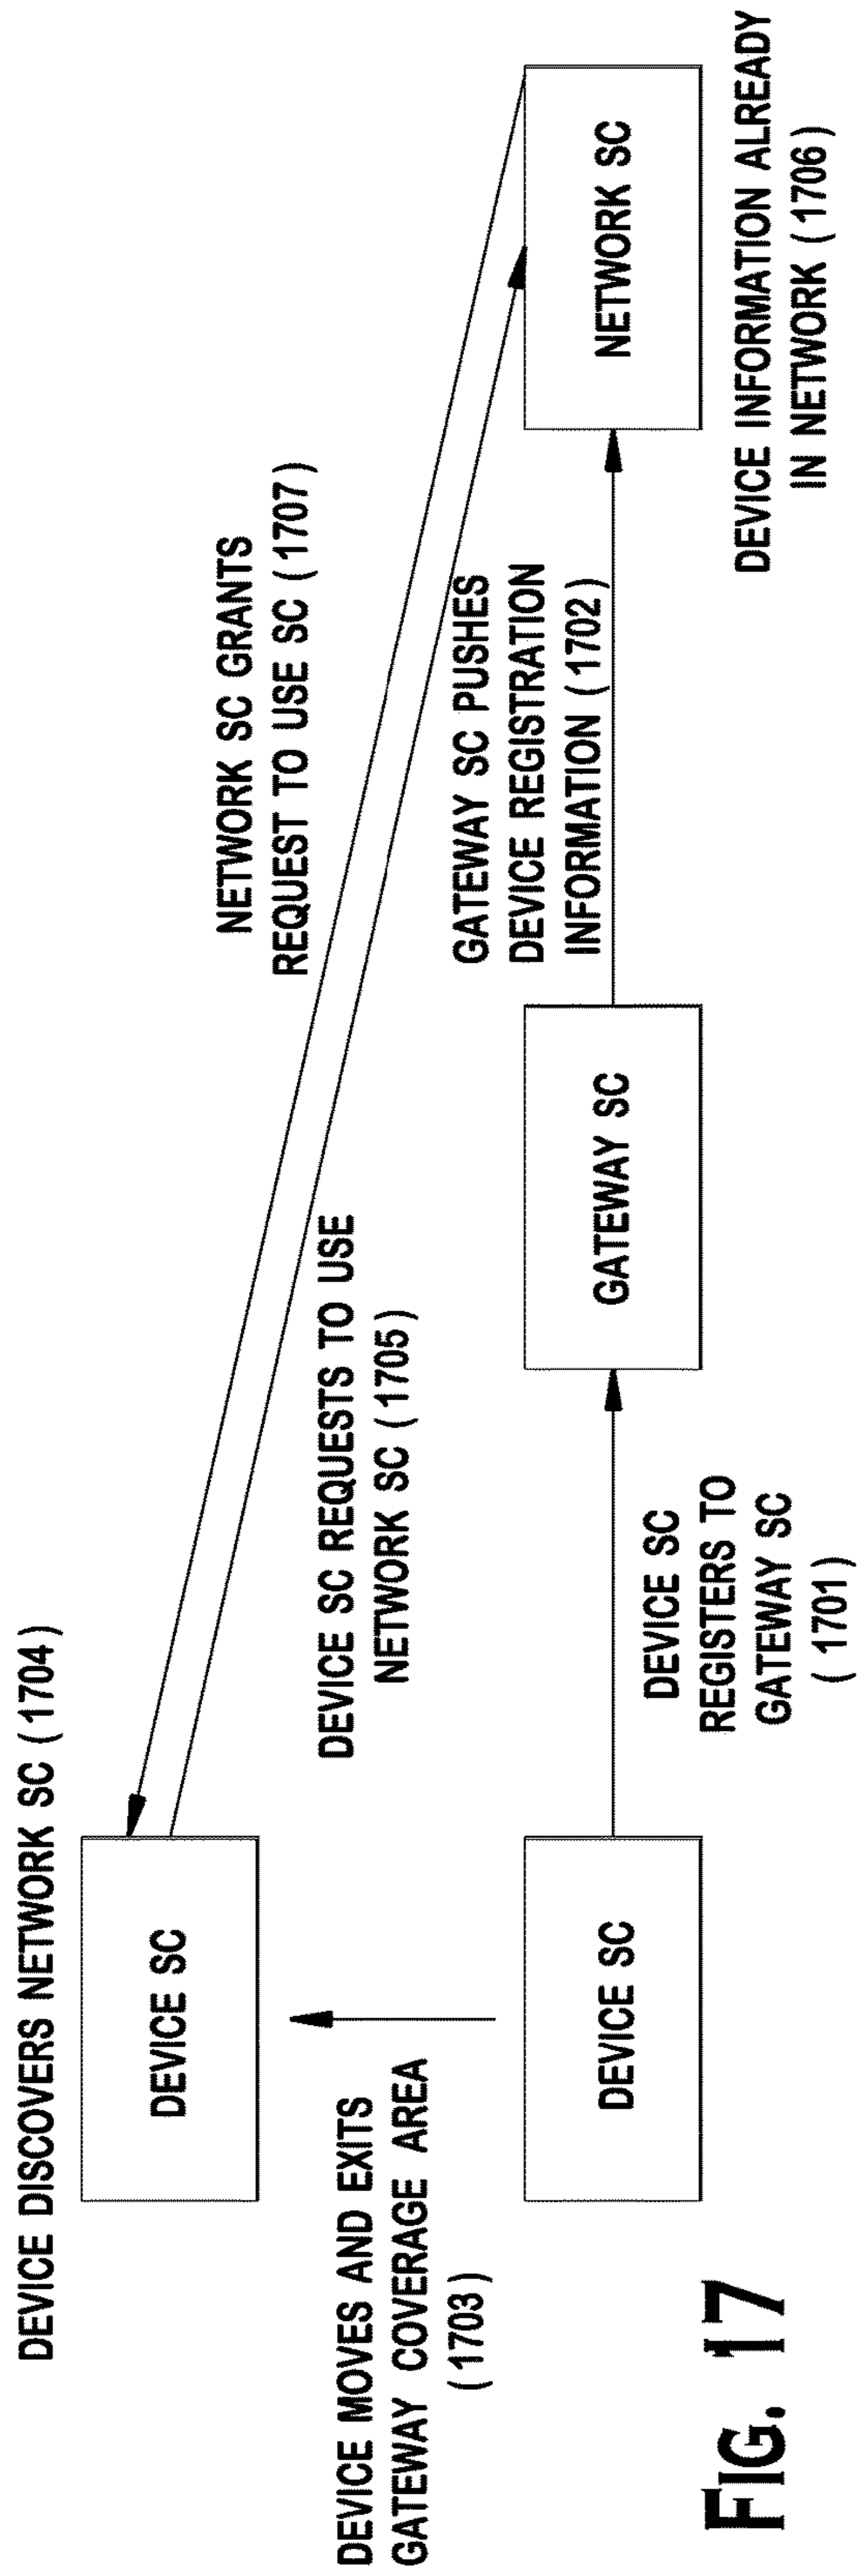 DEVICE DISCOVERS NETWORK SC (1704)
DEVICE SC
NETWORK SC GRANTS
REQUEST TO USE SC (1707)
DEVICE MOVES AND EXITS
GATEWAY COVERAGE AREA
(1703)
DEVICE SC REQUESTS TO USE
NETWORK SC (1705)
GATEWAY SC PUSHES
DEVICE REGISTRATION
INFORMATION (1702)
DEVICE SC
GATEWAY SC
NETWORK SC
DEVICE SC
REGISTERS TO
GATEWAY SC
(1701)
DEVICE INFORMATION ALREADY
IN NETWORK (1706)
FIG. 17